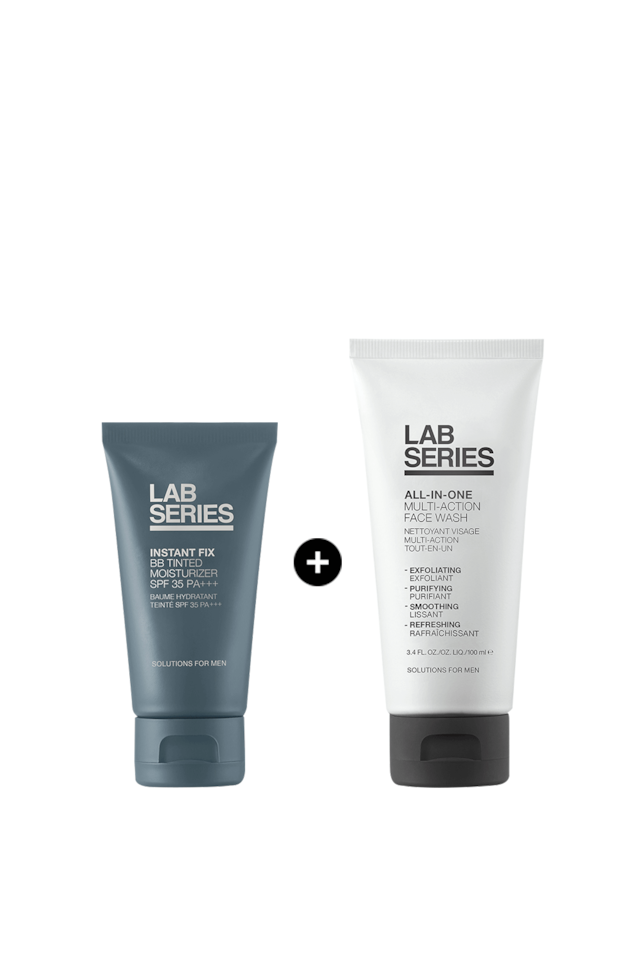 LAB
SERIES
INSTANT FIX
BB TINTED
MOISTURIZER
SPF 35 PA+++
BAUME HYDRATANT
TEINTÉ SPF 35 PA+++
SOLUTIONS FOR MEN
+
LAB
SERIES
ALL-IN-ONE
MULTI-ACTION
FACE WASH
NETTOYANT VISAGE
MULTI-ACTION
TOUT-EN-UN
- EXFOLIATING
EXFOLIANT
- PURIFYING
PURIFIANT
- SMOOTHING
LISSANT
- REFRESHING
RAFRAÎCHISSANT
3.4 FL. OZ./OZ. LIQ./100 ml ℮
SOLUTIONS FOR MEN